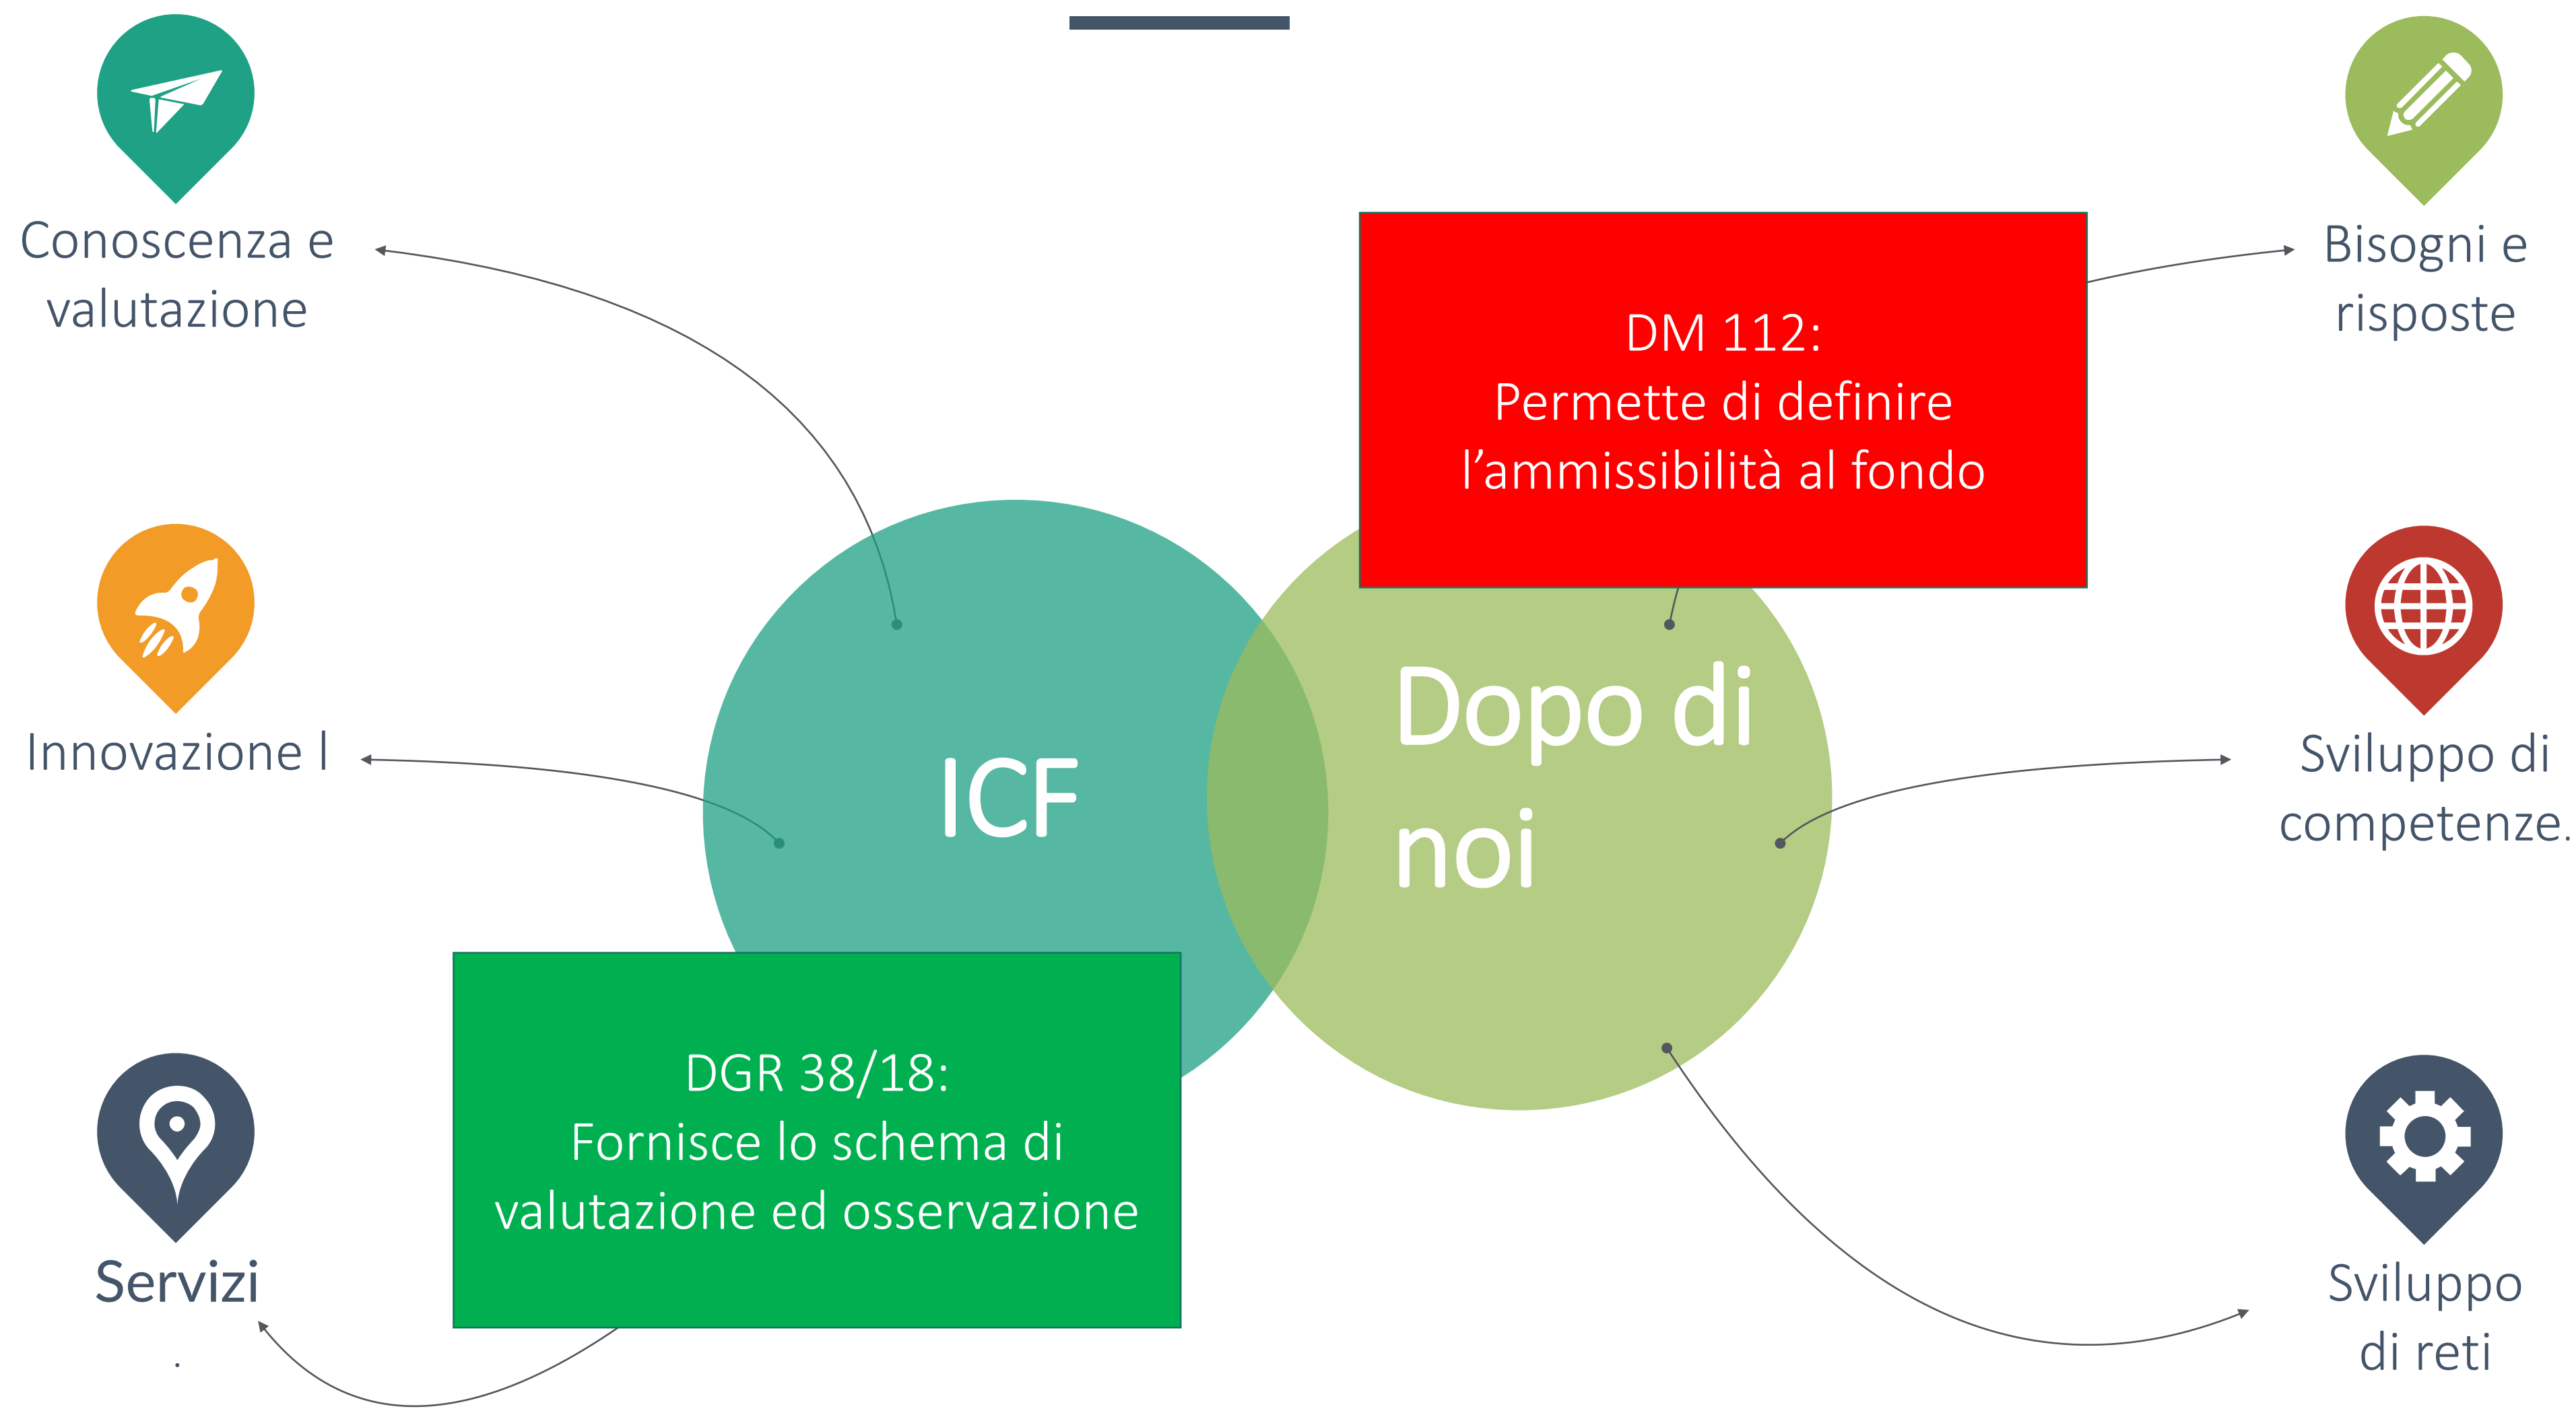 Conoscenza e
valutazione
Innovazione l
Servizi
.
ICF
DGR 38/18:
Fornisce lo schema di
valutazione ed osservazione
DM 112:
Permette di definire
l’ammissibilità al fondo
Dopo di
noi
Bisogni e
risposte
Sviluppo di
competenze.
Sviluppo
di reti